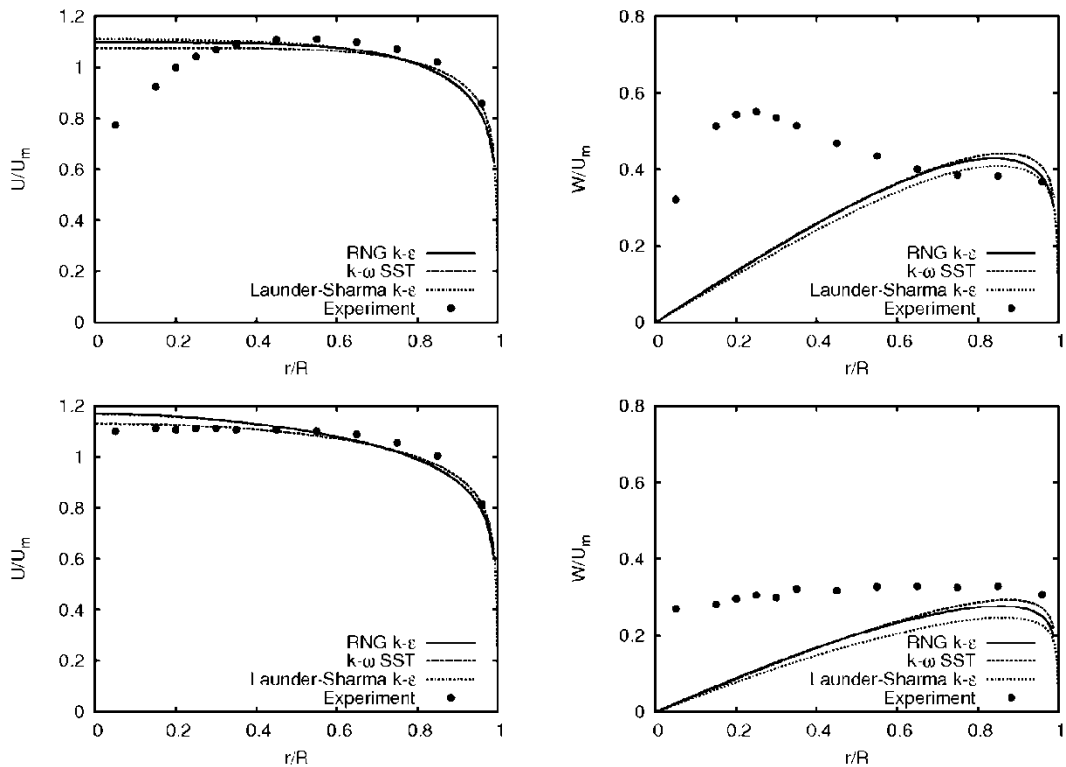 1.2
1
0.8
0.6
0.4
0.2
0
U/Um
RNG k-ε
k-ω SST
Launder-Sharma k-ε
Experiment
0 0.2 0.4 0.6 0.8 1
r/R
0.8
0.6
0.4
0.2
0
W/Um
RNG k-ε
k-ω SST
Launder-Sharma k-ε
Experiment
0 0.2 0.4 0.6 0.8 1
r/R
1.2
1
0.8
0.6
0.4
0.2
0
U/Um
RNG k-ε
k-ω SST
Launder-Sharma k-ε
Experiment
0 0.2 0.4 0.6 0.8 1
r/R
0.8
0.6
0.4
0.2
0
W/Um
RNG k-ε
k-ω SST
Launder-Sharma k-ε
Experiment
0 0.2 0.4 0.6 0.8 1
r/R